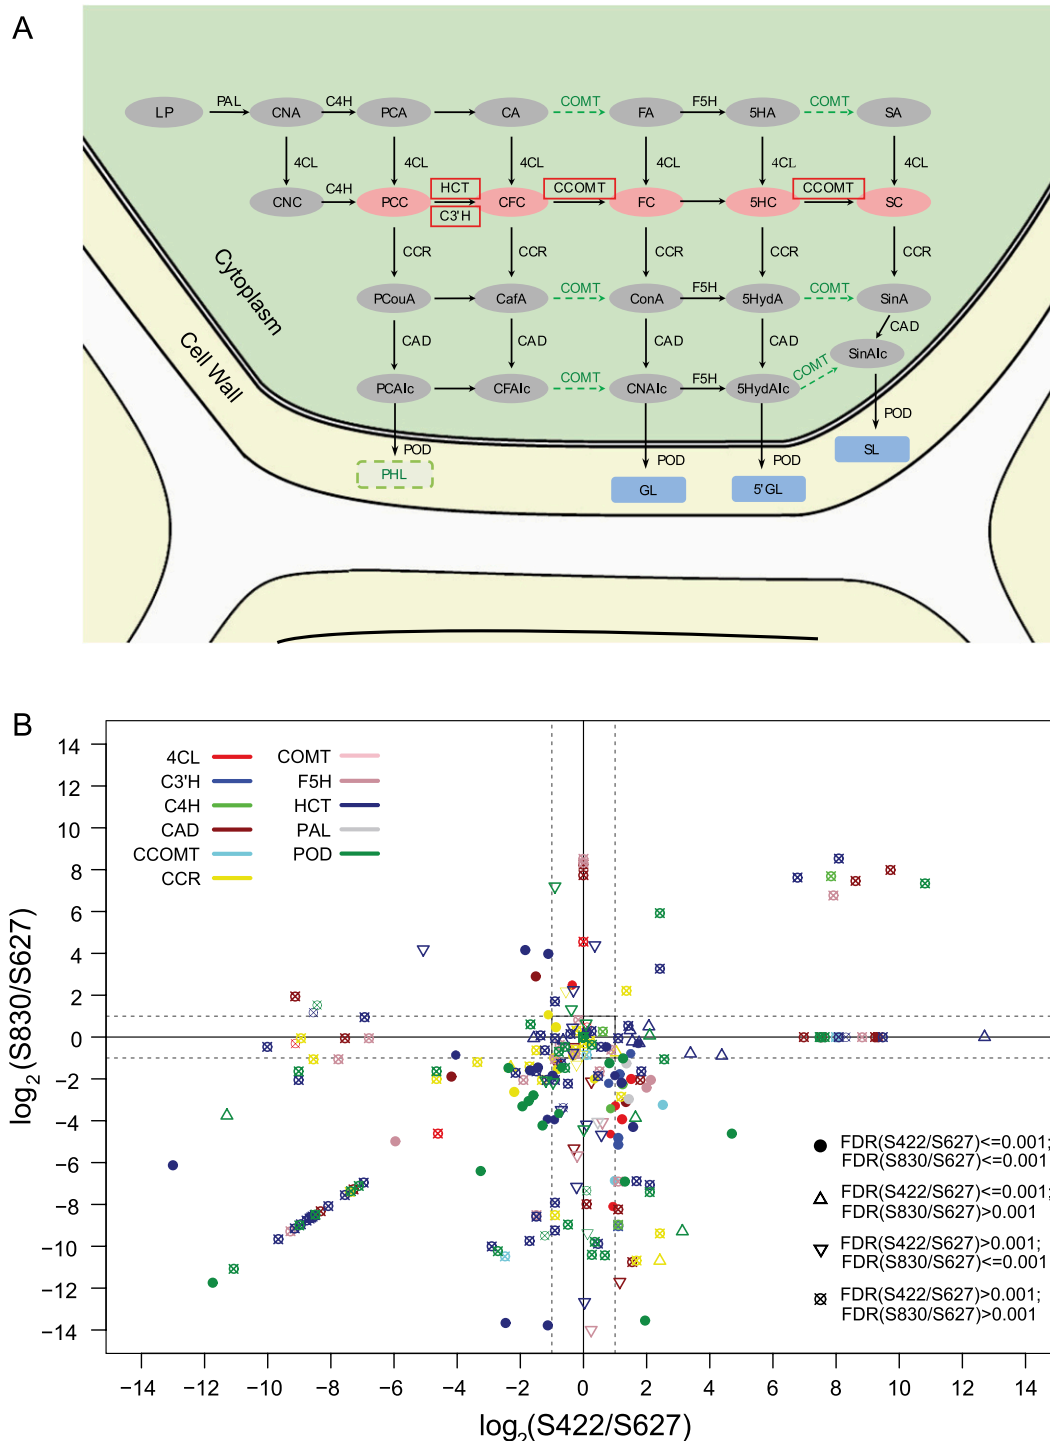 A
LP PAL CNA C4H PCA CA COMT FA F5H 5HA COMT SA
4CL 4CL 4CL 4CL 4CL 4CL
CNC C4H PCC HCT C3'H CFC CCOMT FC 5HC CCOMT SC
CCR CCR CCR CCR CCR
PCouA CafA COMT ConA F5H 5HydA COMT SinA
CAD CAD CAD CAD CAD
SinAlc
PCAlc CFAlc COMT CNAlc F5H 5HydAlc COMT
POD POD POD POD
PHL GL 5'GL SL
Cytoplasm
Cell Wall
B
4CL COMT
C3'H F5H
C4H HCT
CAD PAL
CCOMT POD
CCR
14
12
10
8
6
4
2
0
−2
−4
−6
−8
−10
−12
−14
log2(S830/S627)
FDR(S422/S627)<=0.001;
FDR(S830/S627)<=0.001
FDR(S422/S627)<=0.001;
FDR(S830/S627)>0.001
FDR(S422/S627)>0.001;
FDR(S830/S627)<=0.001
FDR(S422/S627)>0.001;
FDR(S830/S627)>0.001
−14 −12 −10 −8 −6 −4 −2 0 2 4 6 8 10 12 14
log2(S422/S627)